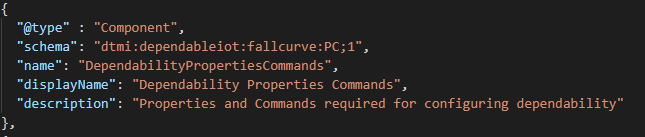 {
"@type" : "Component",
"schema": "dtmi:dependableiot:fallcurve:PC;1",
"name": "DependabilityPropertiesCommands",
"displayName": "Dependability Properties Commands",
"description": "Properties and Commands required for configuring dependability"
},